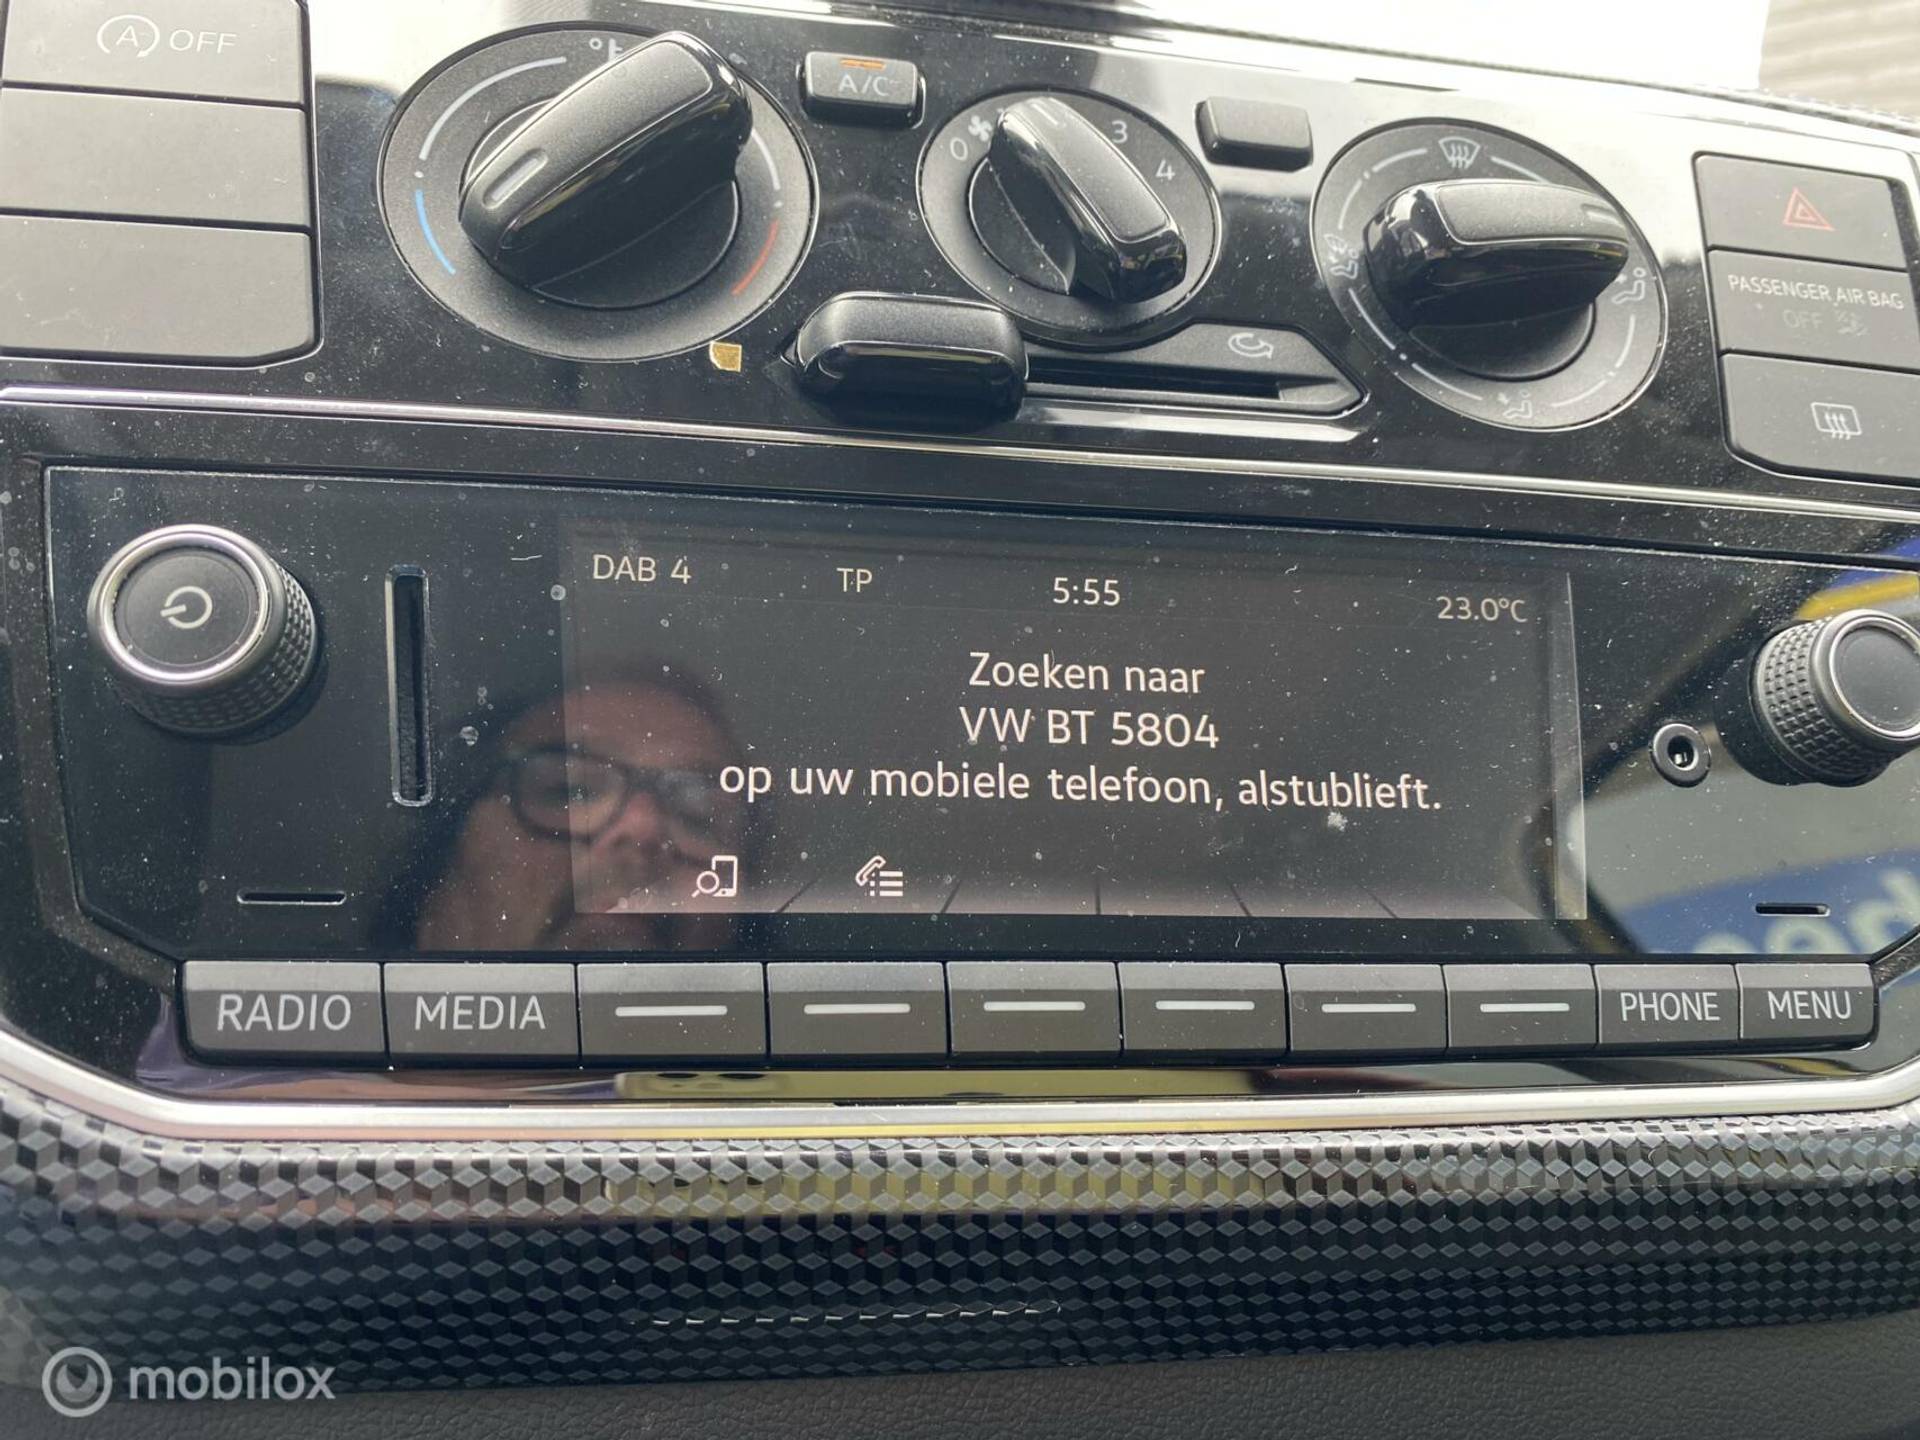 OFF
A/C
0
3
4
PASSENGER AIR BAG
OFF
DAB 4 TP 5:55 23.0°C
Zoeken naar
VW BT 5804
op uw mobiele telefoon, alstublieft.
RADIO MEDIA PHONE MENU
mobilox